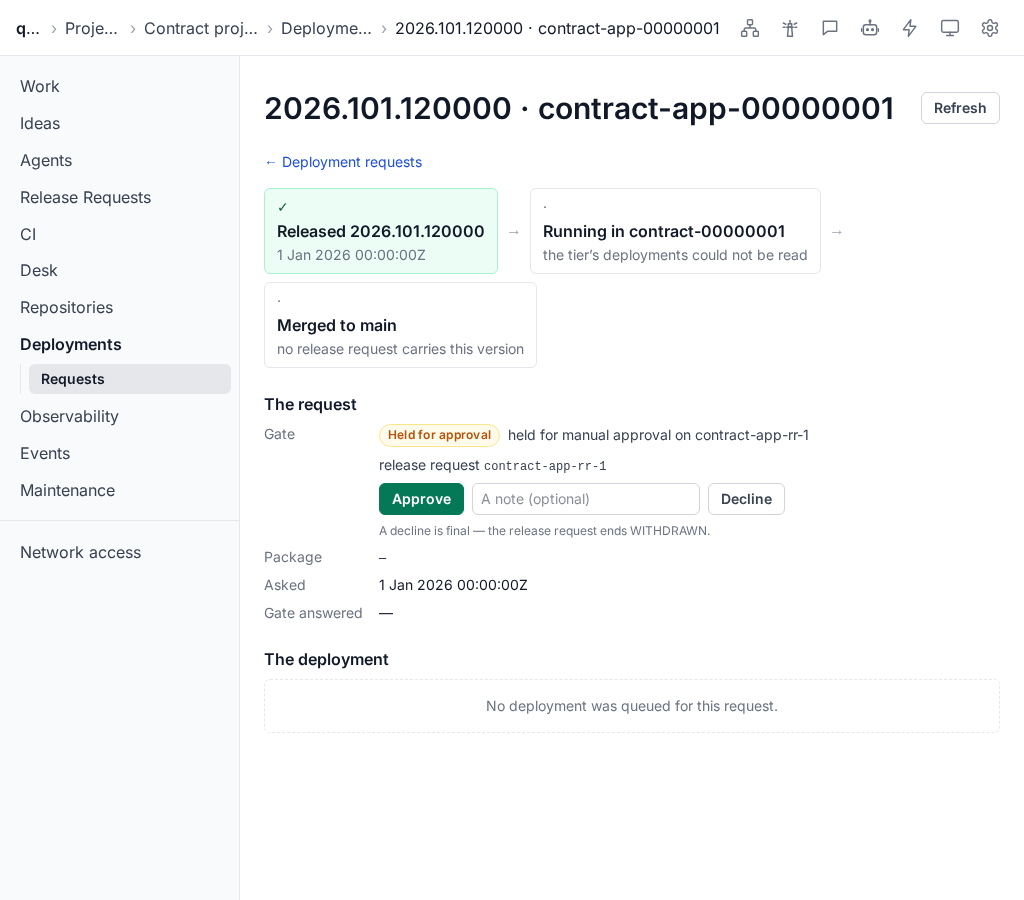 q… › Proje… › Contract proj… › Deployme… › 2026.101.120000 · contract-app-00000001
Work
Ideas
Agents
Release Requests
CI
Desk
Repositories
Deployments
Requests
Observability
Events
Maintenance
Network access
2026.101.120000 · contract-app-00000001
Refresh
← Deployment requests
✓
Released 2026.101.120000
1 Jan 2026 00:00:00Z
→
·
Running in contract-00000001
the tier’s deployments could not be read
→
·
Merged to main
no release request carries this version
The request
Gate
Held for approval held for manual approval on contract-app-rr-1
release request contract-app-rr-1
Approve A note (optional) Decline
A decline is final — the release request ends WITHDRAWN.
Package –
Asked 1 Jan 2026 00:00:00Z
Gate answered —
The deployment
No deployment was queued for this request.